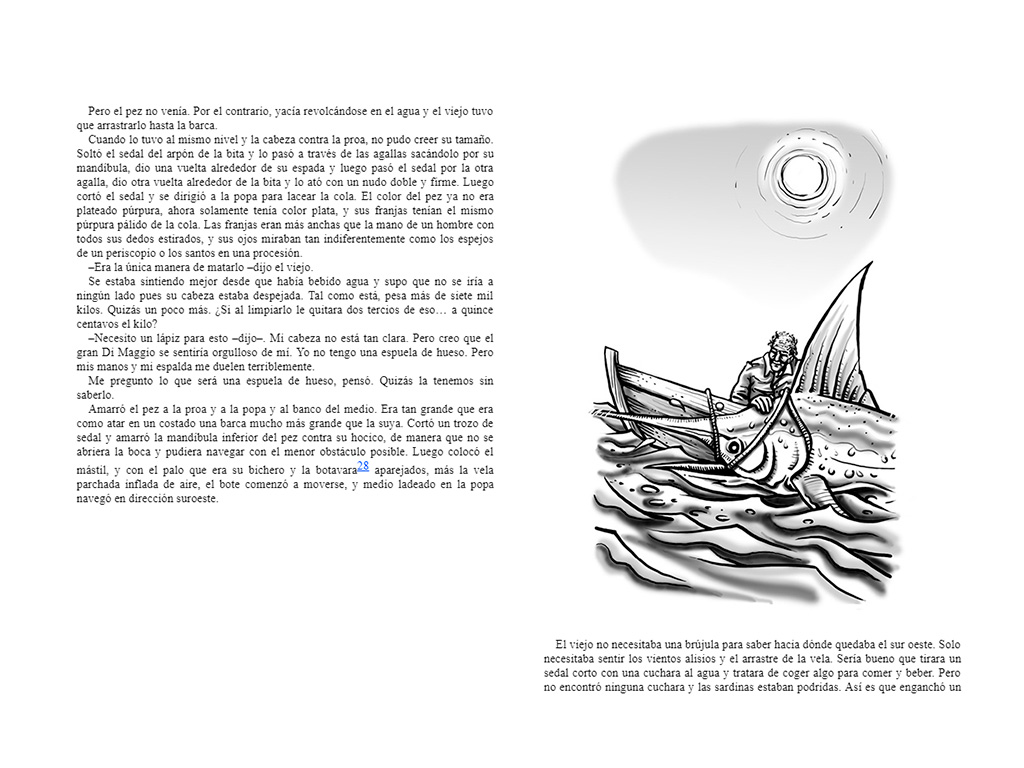 Pero el pez no venía. Por el contrario, yacía revolcándose en el agua y el viejo tuvo
que arrastrarlo hasta la barca.
Cuando lo tuvo al mismo nivel y la cabeza contra la proa, no pudo creer su tamaño.
Soltó el sedal del arpón de la bita y lo pasó a través de las agallas sacándolo por su
mandíbula, dio una vuelta alrededor de su espada y luego pasó el sedal por la otra
agalla, dio otra vuelta alrededor de la bita y lo ató con un nudo doble y firme. Luego
cortó el sedal y se dirigió a la popa para lacear la cola. El color del pez ya no era
plateado púrpura, ahora solamente tenía color plata, y sus franjas tenían el mismo
púrpura pálido de la cola. Las franjas eran más anchas que la mano de un hombre con
todos sus dedos estirados, y sus ojos miraban tan indiferentemente como los espejos
de un periscopio o los santos en una procesión.
–Era la única manera de matarlo –dijo el viejo.
Se estaba sintiendo mejor desde que había bebido agua y supo que no se iría a
ningún lado pues su cabeza estaba despejada. Tal como está, pesa más de siete mil
kilos. Quizás un poco más. ¿Si al limpiarlo le quitara dos tercios de eso… a quince
centavos el kilo?
–Necesito un lápiz para esto –dijo–. Mi cabeza no está tan clara. Pero creo que el
gran Di Maggio se sentiría orgulloso de mí. Yo no tengo una espuela de hueso. Pero
mis manos y mi espalda me duelen terriblemente.
Me pregunto lo que será una espuela de hueso, pensó. Quizás la tenemos sin
saberlo.
Amarró el pez a la proa y a la popa y al banco del medio. Era tan grande que era
como atar en un costado una barca mucho más grande que la suya. Cortó un trozo de
sedal y amarró la mandíbula inferior del pez contra su hocico, de manera que no se
abriera la boca y pudiera navegar con el menor obstáculo posible. Luego colocó el
mástil, y con el palo que era su bichero y la botavara28 aparejados, más la vela
parchada inflada de aire, el bote comenzó a moverse, y medio ladeado en la popa
navegó en dirección suroeste.
El viejo no necesitaba una brújula para saber hacia dónde quedaba el sur oeste. Solo
necesitaba sentir los vientos alisios y el arrastre de la vela. Sería bueno que tirara un
sedal corto con una cuchara al agua y tratara de coger algo para comer y beber. Pero
no encontró ninguna cuchara y las sardinas estaban podridas. Así es que enganchó un